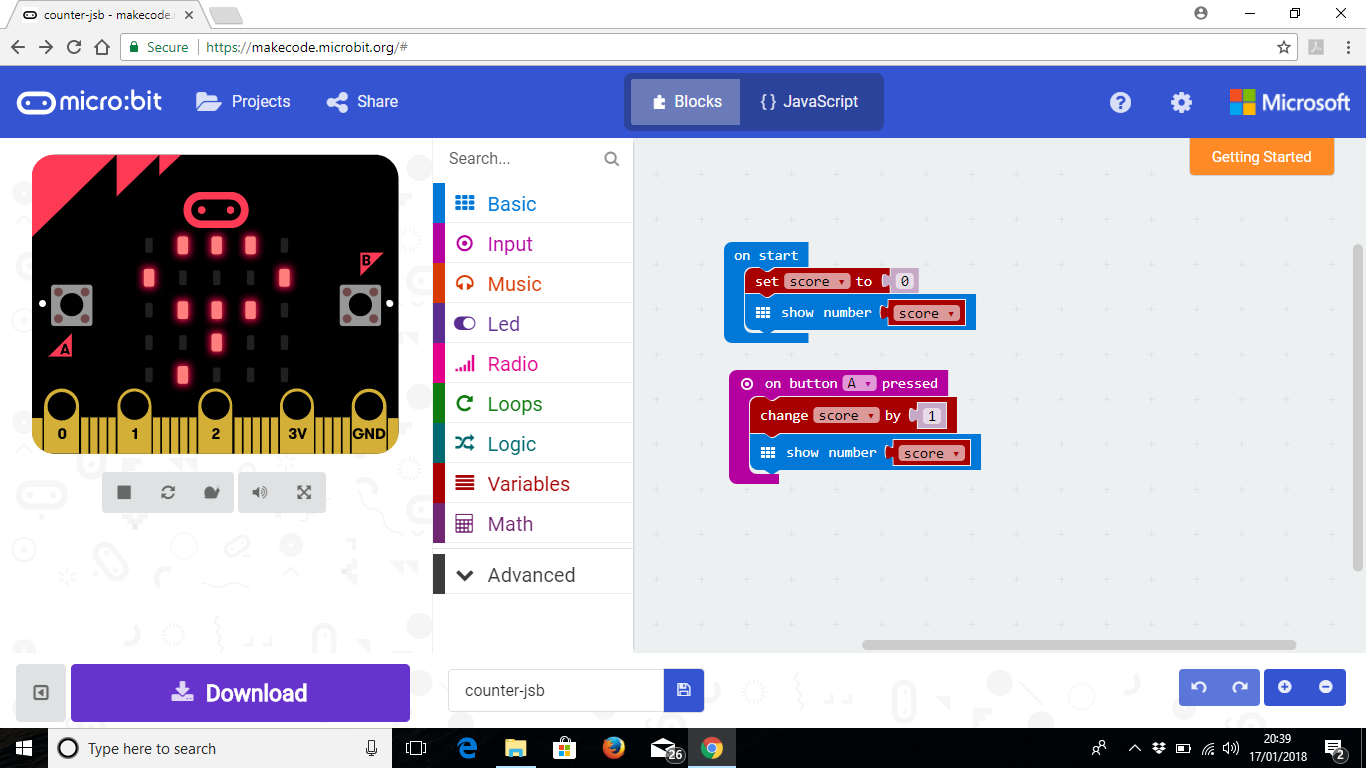 counter-jsb - makecode.
Secure https://makecode.microbit.org/#
micro:bit Projects Share Blocks {} JavaScript ? Microsoft
Getting Started
B
A
0 1 2 3V GND
Search...
Basic
Input
Music
Led
Radio
Loops
Logic
Variables
Math
Advanced
on start
set score to 0
show number score
on button A pressed
change score by 1
show number score
Download
counter-jsb
Type here to search
26
20:39
17/01/2018
2